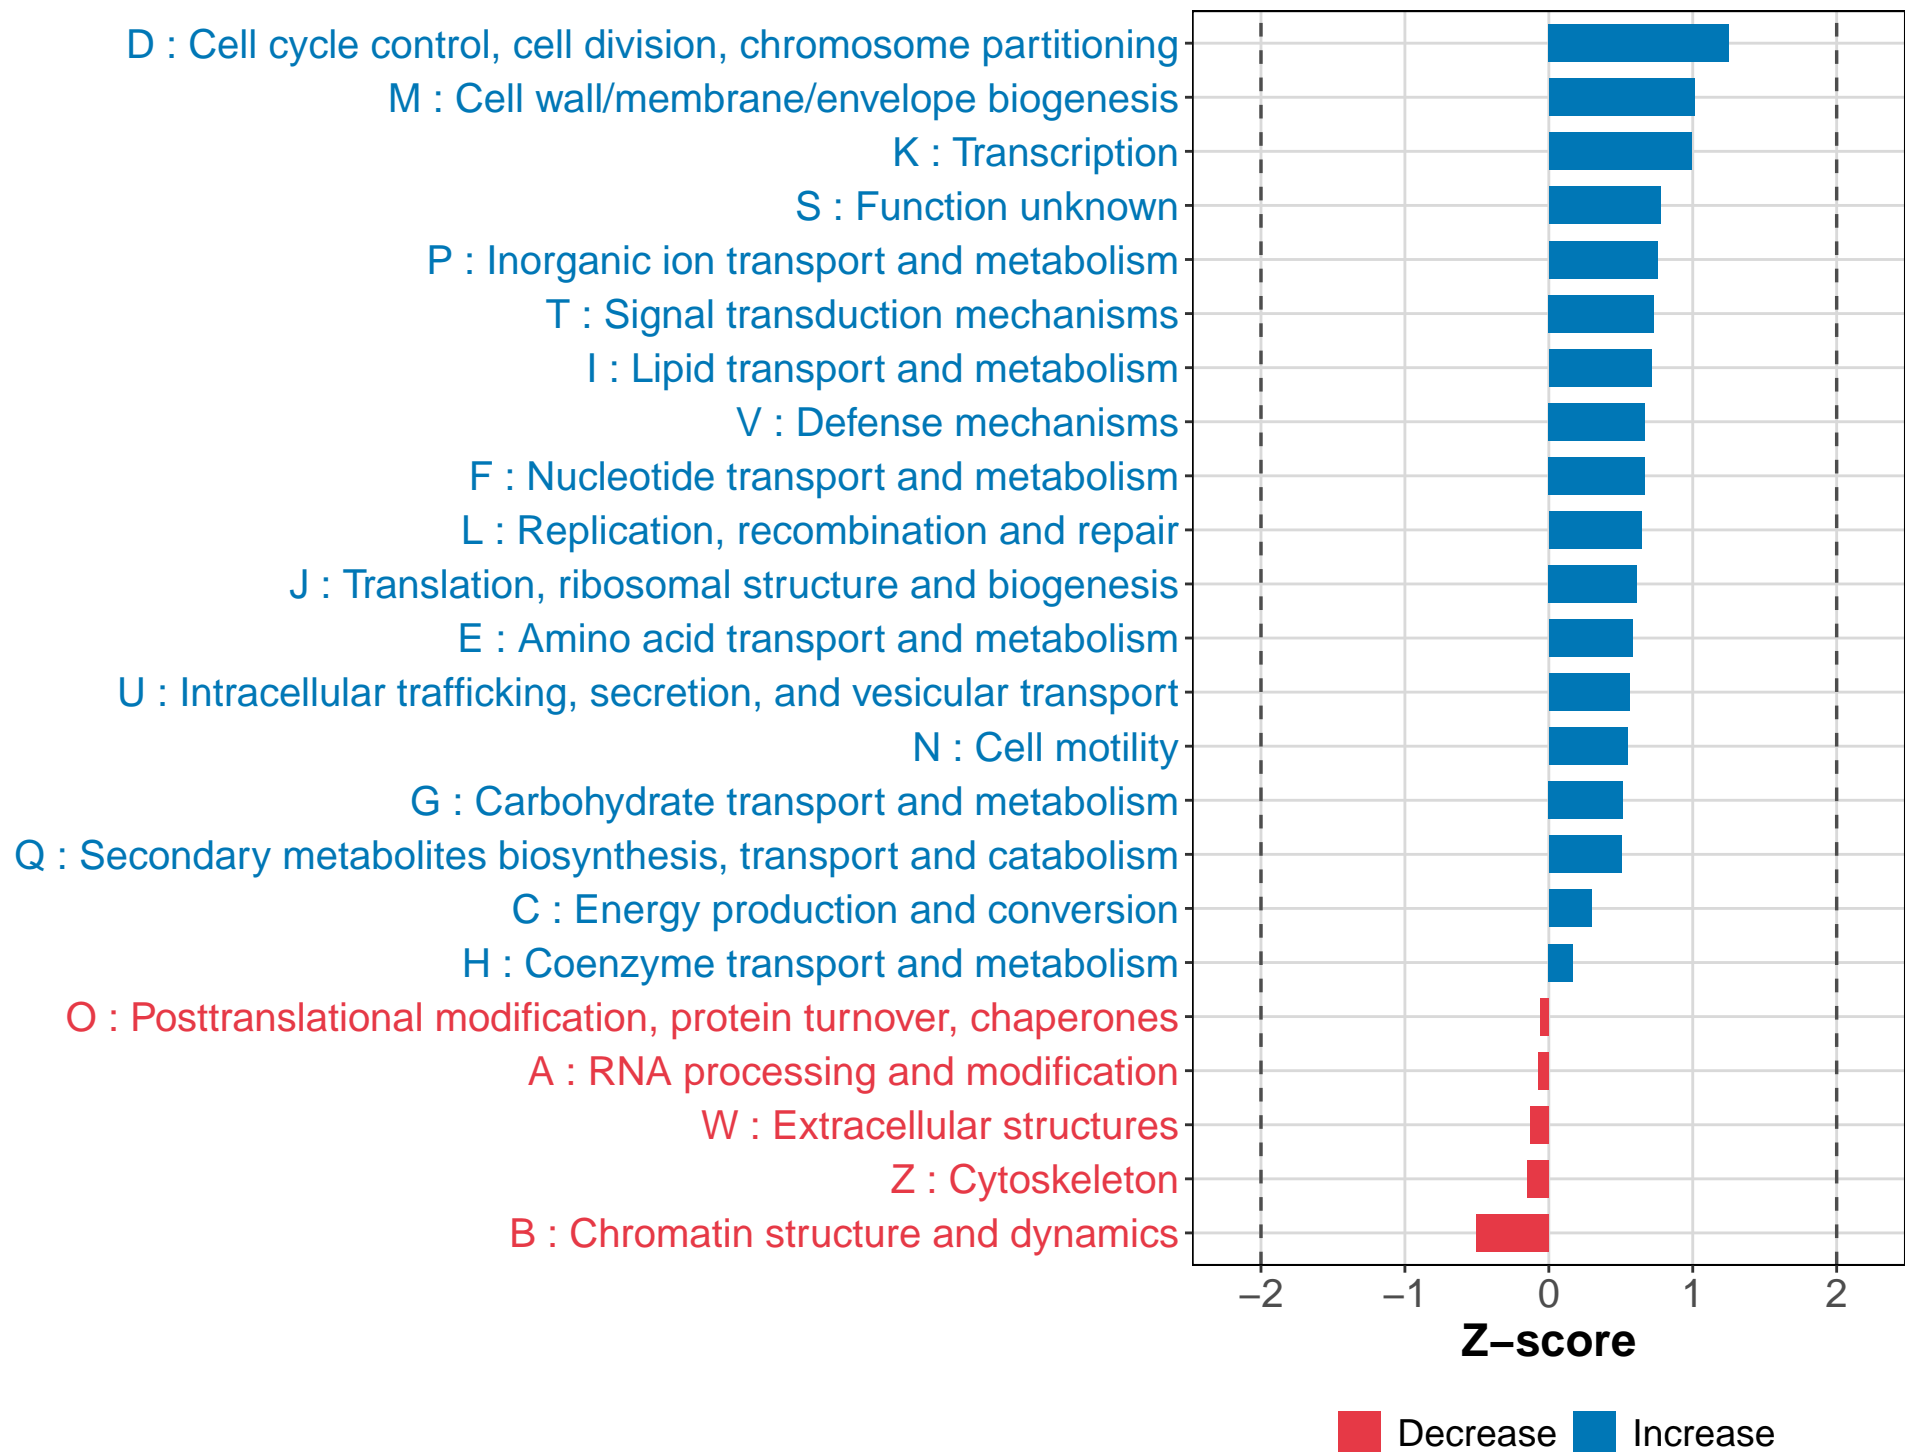 D : Cell cycle control, cell division, chromosome partitioning
M : Cell wall/membrane/envelope biogenesis
K : Transcription
S : Function unknown
P : Inorganic ion transport and metabolism
T : Signal transduction mechanisms
I : Lipid transport and metabolism
V : Defense mechanisms
F : Nucleotide transport and metabolism
L : Replication, recombination and repair
J : Translation, ribosomal structure and biogenesis
E : Amino acid transport and metabolism
U : Intracellular trafficking, secretion, and vesicular transport
N : Cell motility
G : Carbohydrate transport and metabolism
Q : Secondary metabolites biosynthesis, transport and catabolism
C : Energy production and conversion
H : Coenzyme transport and metabolism
O : Posttranslational modification, protein turnover, chaperones
A : RNA processing and modification
W : Extracellular structures
Z : Cytoskeleton
B : Chromatin structure and dynamics
−2 −1 0 1 2
Z−score
Decrease Increase